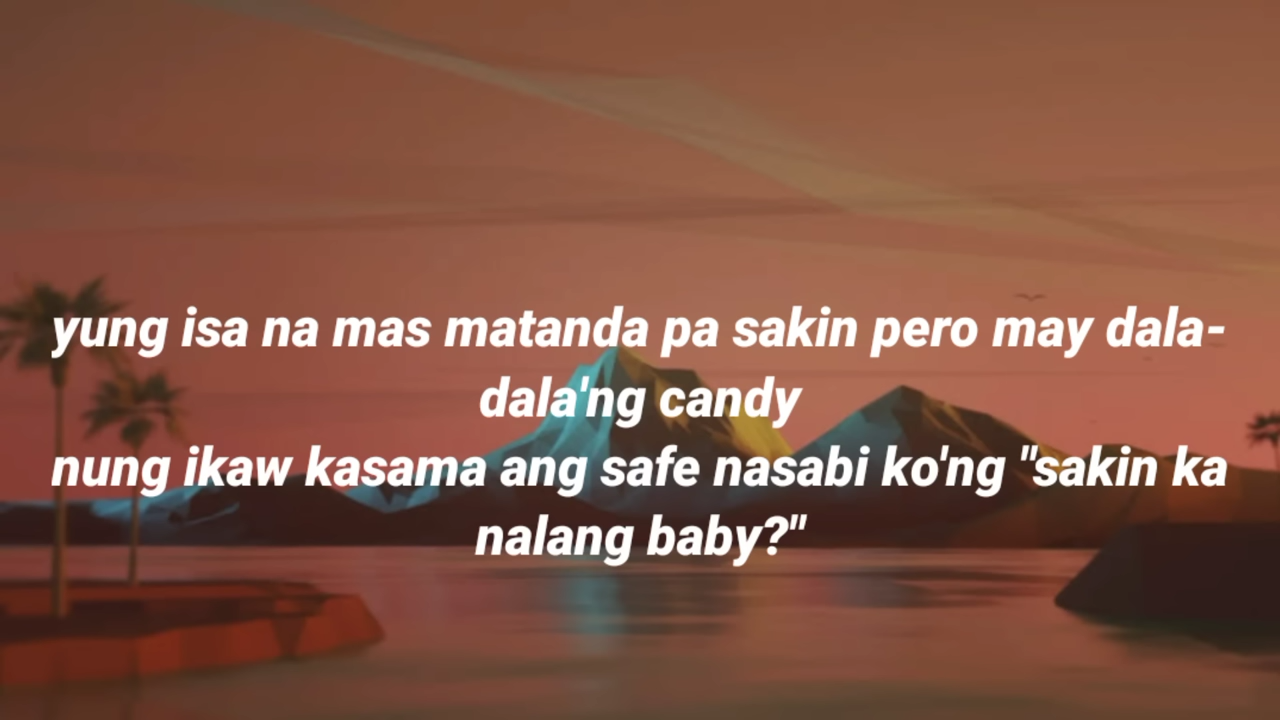 yung isa na mas matanda pa sakin pero may dala-
dala'ng candy
nung ikaw kasama ang safe nasabi ko'ng "sakin ka
nalang baby?"